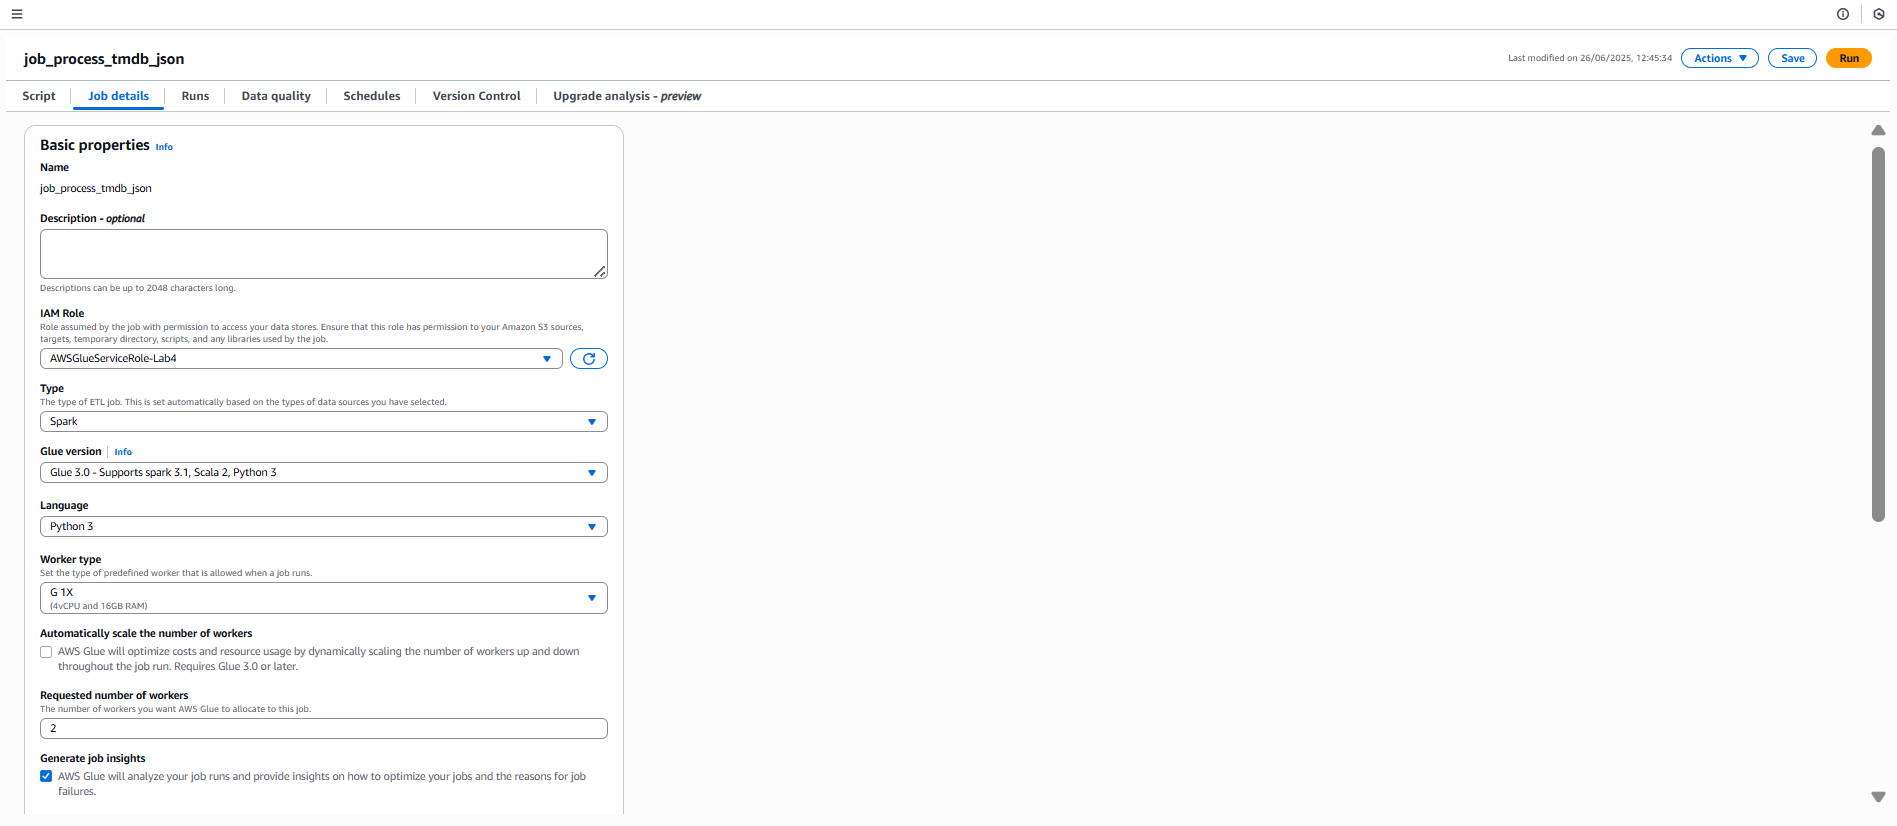 job_process_tmdb_json
Last modified on 26/06/2025, 12:45:34
Actions
Save
Run
Script
Job details
Runs
Data quality
Schedules
Version Control
Upgrade analysis - preview
Basic properties Info
Name
job_process_tmdb_json
Description - optional
Descriptions can be up to 2048 characters long.
IAM Role
Role assumed by the job with permission to access your data stores. Ensure that this role has permission to your Amazon S3 sources,
targets, temporary directory, scripts, and any libraries used by the job.
AWSGlueServiceRole-Lab4
Type
The type of ETL job. This is set automatically based on the types of data sources you have selected.
Spark
Glue version Info
Glue 3.0 - Supports spark 3.1, Scala 2, Python 3
Language
Python 3
Worker type
Set the type of predefined worker that is allowed when a job runs.
G 1X
(4vCPU and 16GB RAM)
Automatically scale the number of workers
AWS Glue will optimize costs and resource usage by dynamically scaling the number of workers up and down
throughout the job run. Requires Glue 3.0 or later.
Requested number of workers
The number of workers you want AWS Glue to allocate to this job.
2
Generate job insights
AWS Glue will analyze your job runs and provide insights on how to optimize your jobs and the reasons for job
failures.